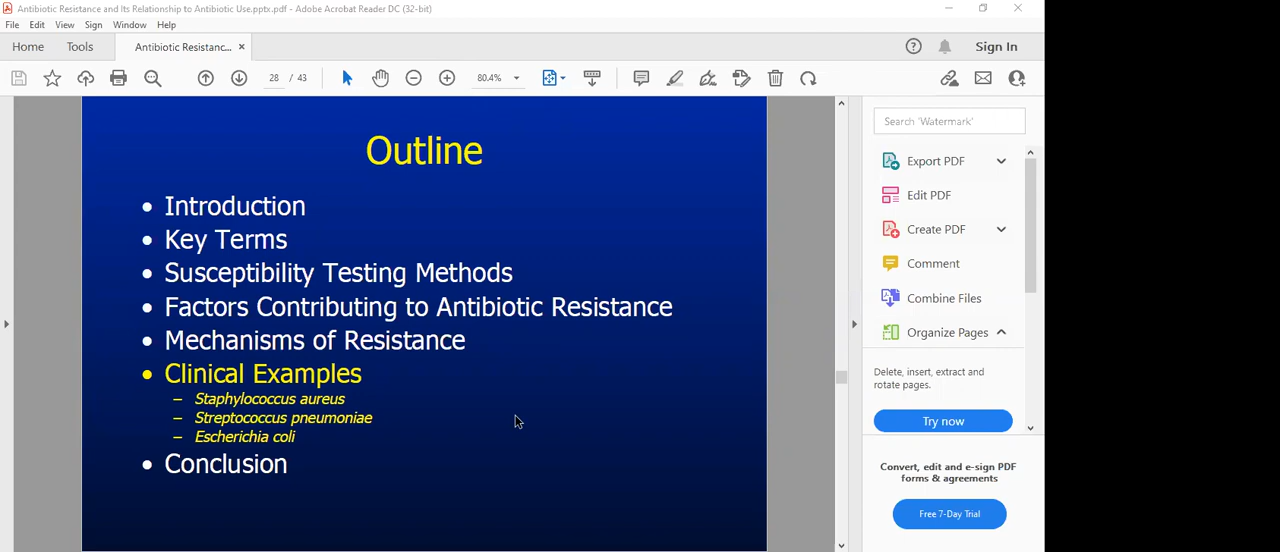 Antibiotic Resistance and Its Relationship to Antibiotic Use.pptx.pdf - Adobe Acrobat Reader DC (32-bit)
File Edit View Sign Window Help
Home Tools Antibiotic Resistanc... × Sign In
28 / 43 80.4%
Outline
• Introduction
• Key Terms
• Susceptibility Testing Methods
• Factors Contributing to Antibiotic Resistance
• Mechanisms of Resistance
• Clinical Examples
– Staphylococcus aureus
– Streptococcus pneumoniae
– Escherichia coli
• Conclusion
Search 'Watermark'
Export PDF
Edit PDF
Create PDF
Comment
Combine Files
Organize Pages
Delete, insert, extract and
rotate pages.
Try now
Convert, edit and e-sign PDF
forms & agreements
Free 7-Day Trial